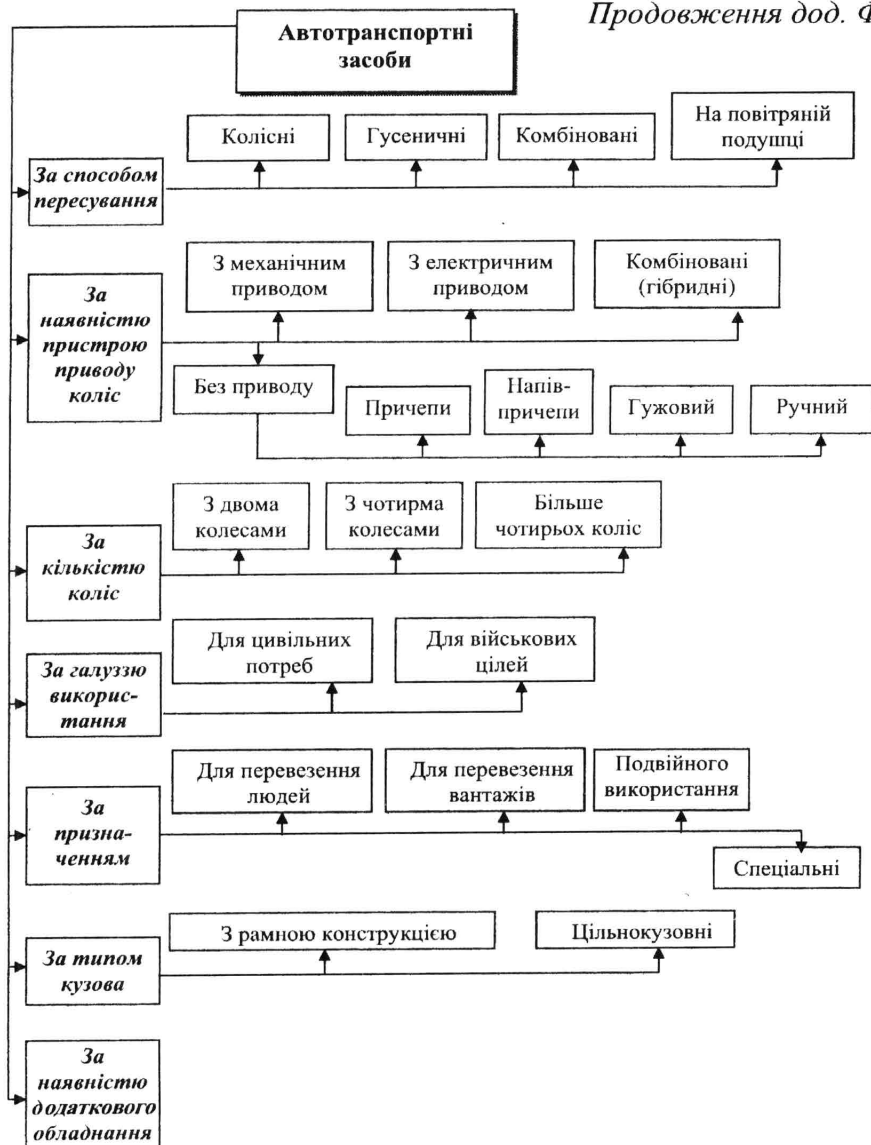 Продовження дод. Ф
Автотранспортні
засоби
Колісні
Гусеничні
Комбіновані
На повітряній
подушці
За способом
пересування
З механічним
приводом
З електричним
приводом
Комбіновані
(гібридні)
За
наявністю
пристрою
приводу
коліс
Без приводу
Причепи
Напів-
причепи
Гужовий
Ручний
З двома
колесами
З чотирма
колесами
Більше
чотирьох коліс
За
кількістю
коліс
Для цивільних
потреб
Для військових
цілей
За галуззю
викорис-
тання
Для перевезення
людей
Для перевезення
вантажів
Подвійного
використання
За
призна-
ченням
Спеціальні
З рамною конструкцією
Цільнокузовні
За типом
кузова
За
наявністю
додаткового
обладнання